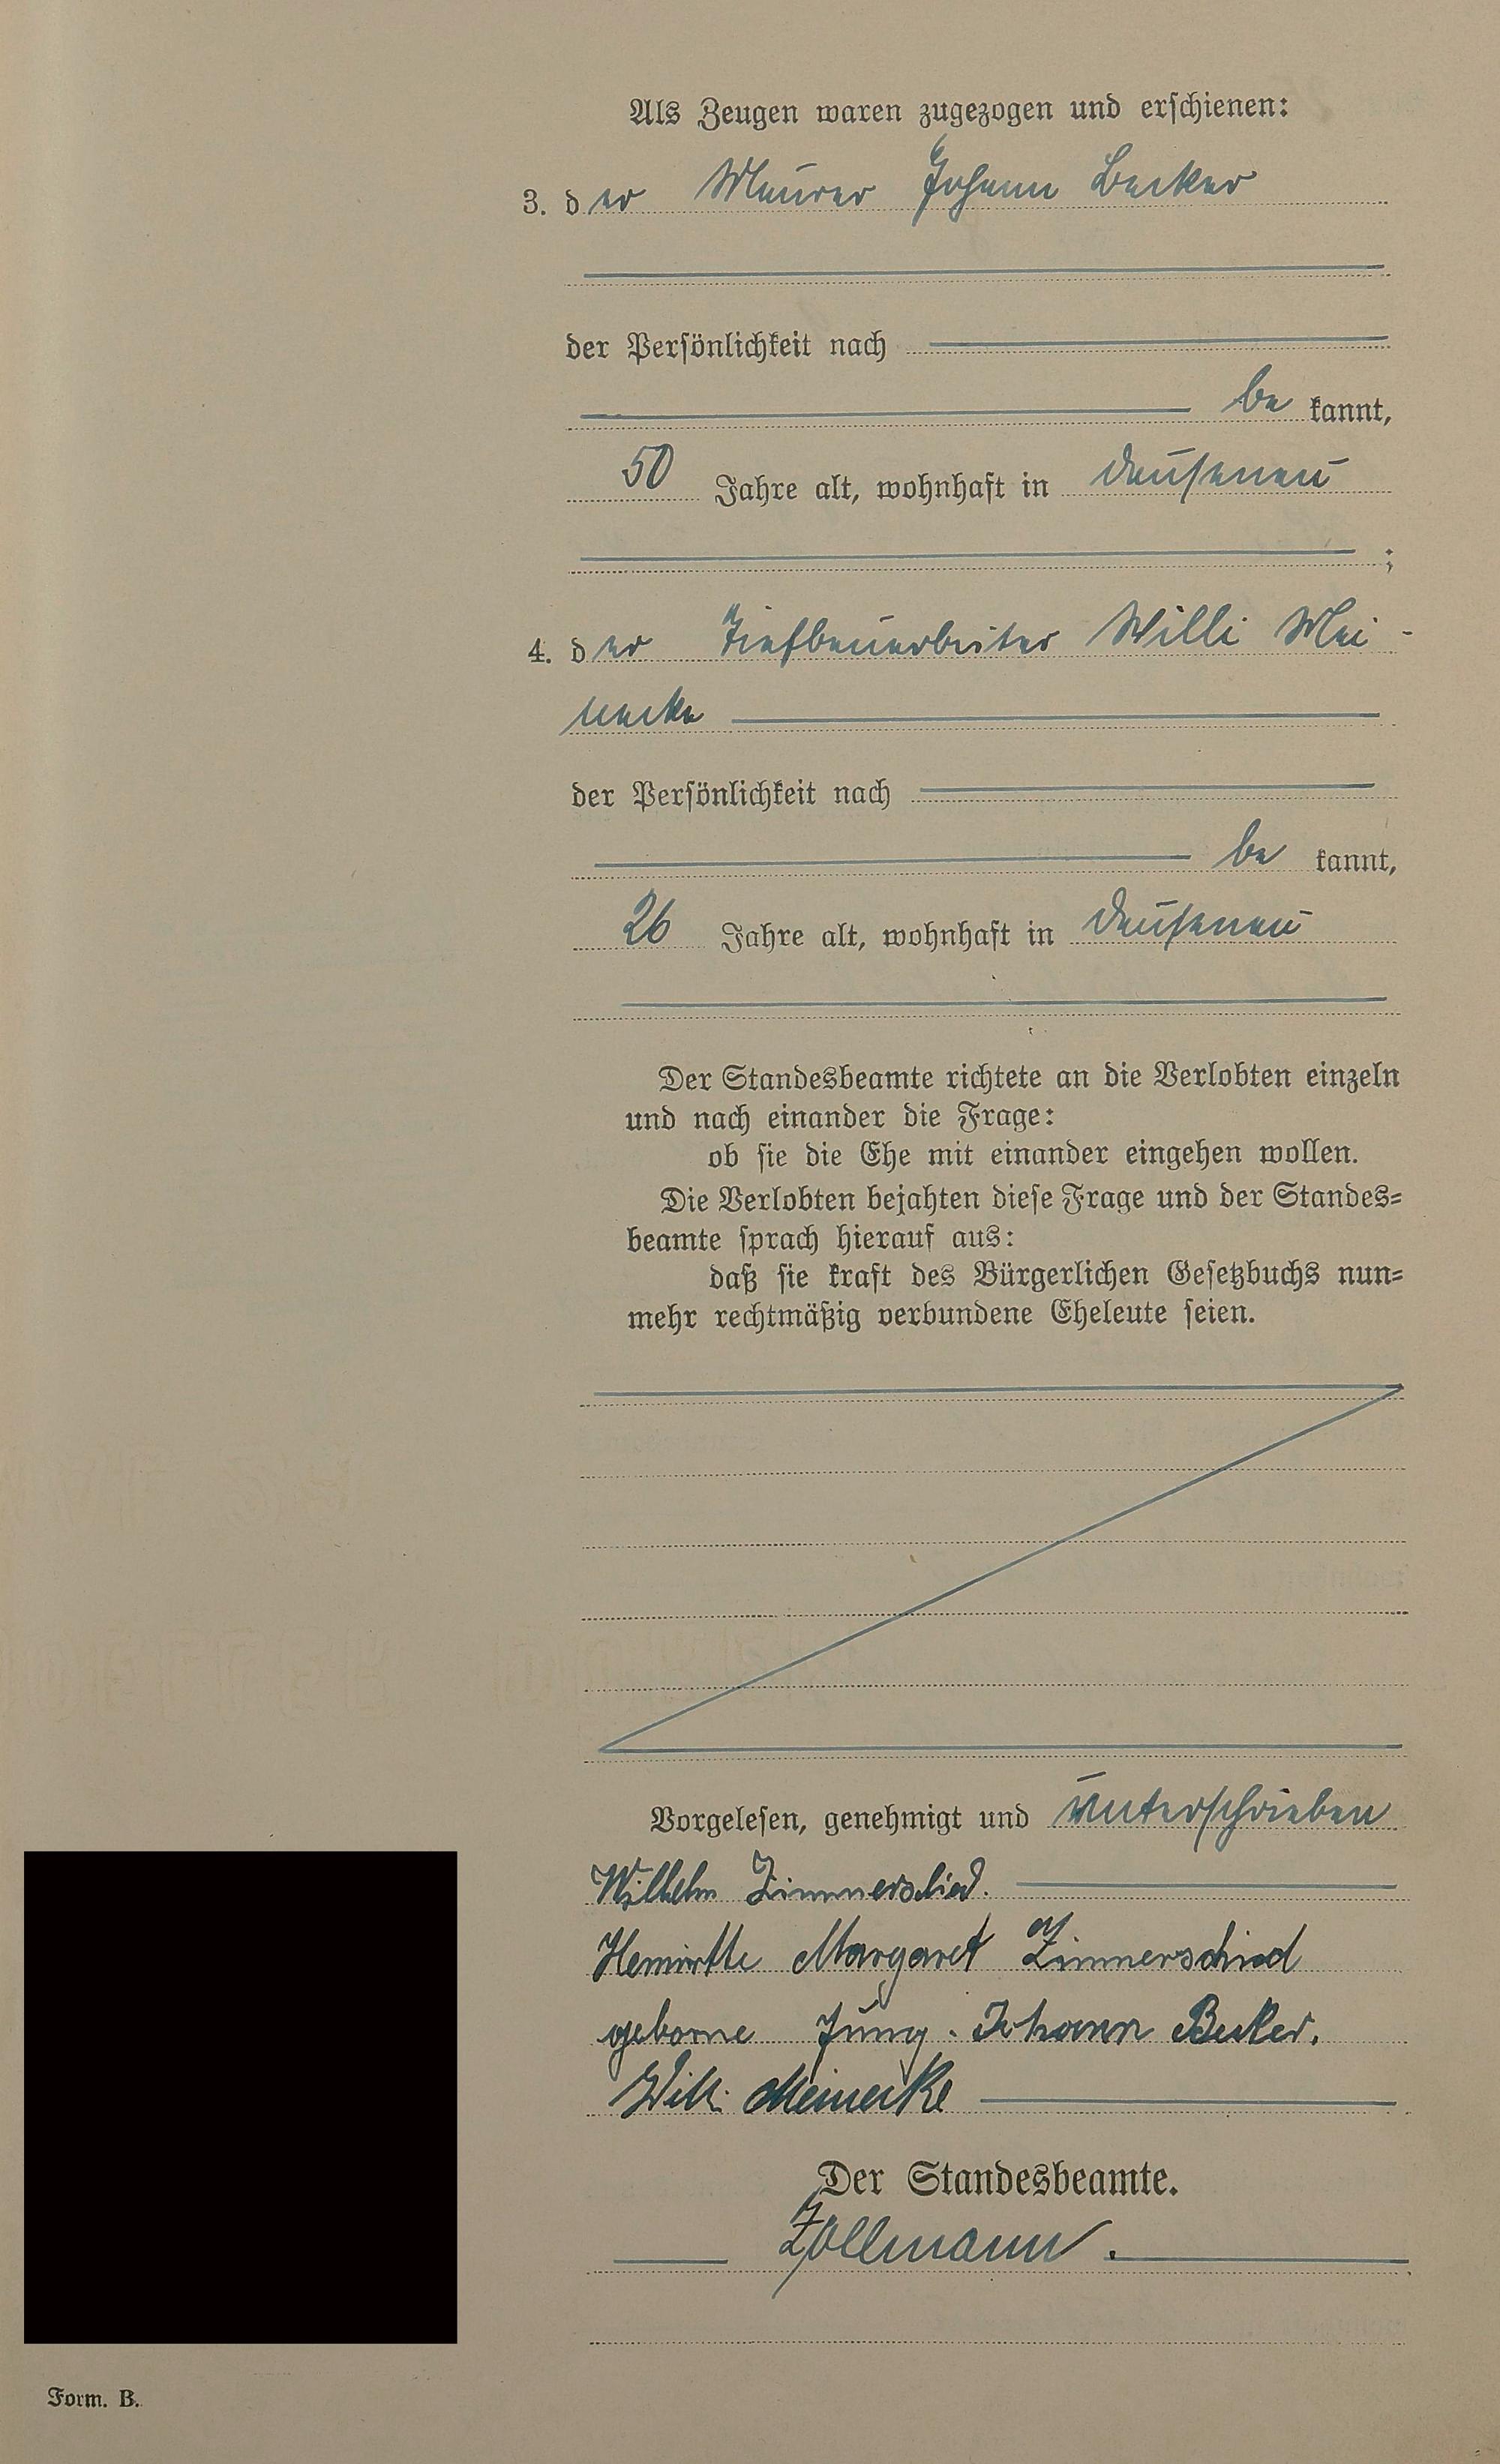 Als Zeugen waren zugezogen und erschienen:
3. der Maurer Johann Becker
der Persönlichkeit nach
be kannt,
50 Jahre alt, wohnhaft in Dausenau
;
4. der Tiefbauarbeiter Willi Mei-
necke
der Persönlichkeit nach
be kannt,
26 Jahre alt, wohnhaft in Dausenau
Der Standesbeamte richtete an die Verlobten einzeln
und nach einander die Frage:
ob sie die Ehe mit einander eingehen wollen.
Die Verlobten bejahten diese Frage und der Standes-
beamte sprach hierauf aus:
daß sie kraft des Bürgerlichen Gesetzbuchs nun-
mehr rechtmäßig verbundene Eheleute seien.
Vorgelesen, genehmigt und unterschrieben
Wilhelm Zimmerschied.
Henriette Margaret Zimmerschied
geborne Jung. Johann Becker.
Willi Meinecke
Der Standesbeamte.
Zollmann.
Form. B.